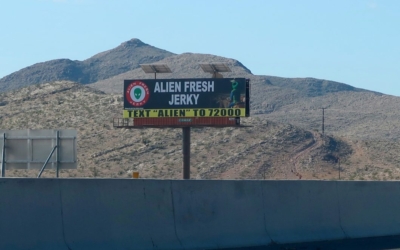 ALIEN FRESH
JERKY
TEXT "ALIEN" TO 72000